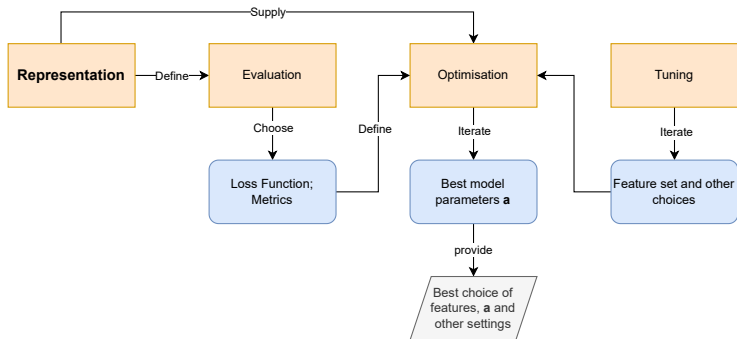 Supply
Representation
Define
Evaluation
Optimisation
Tuning
Choose
Define
Iterate
Iterate
Loss Function;
Metrics
Best model
parameters a
Feature set and other
choices
provide
Best choice of
features, a and
other settings